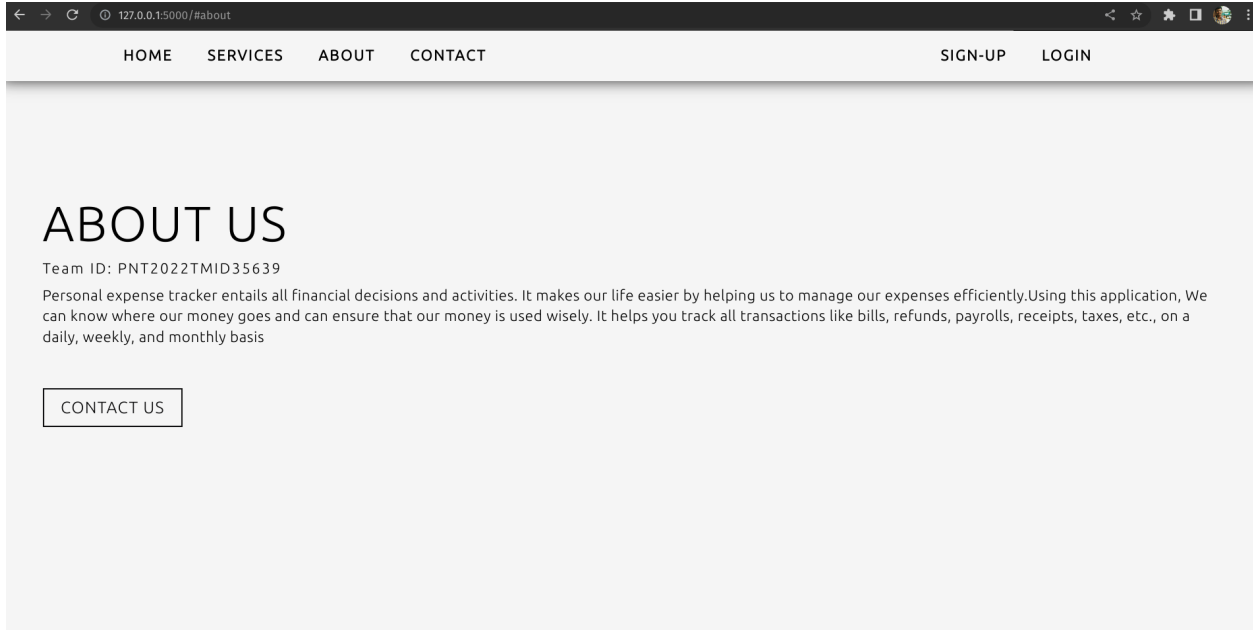 127.0.0.1:5000/#about
HOME SERVICES ABOUT CONTACT SIGN-UP LOGIN
ABOUT US
Team ID: PNT2022TMID35639
Personal expense tracker entails all financial decisions and activities. It makes our life easier by helping us to manage our expenses efficiently.Using this application, We
can know where our money goes and can ensure that our money is used wisely. It helps you track all transactions like bills, refunds, payrolls, receipts, taxes, etc., on a
daily, weekly, and monthly basis
CONTACT US